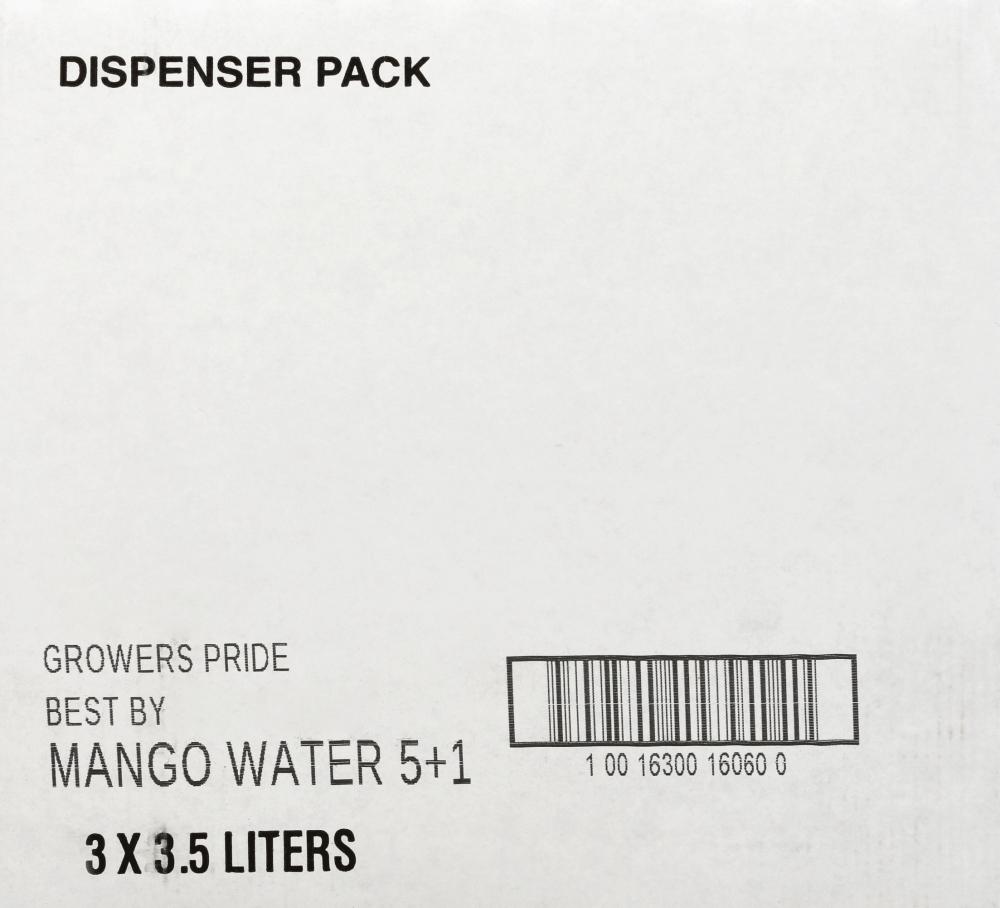 DISPENSER PACK
GROWERS PRIDE
BEST BY
MANGO WATER 5+1
1 00 16300 16060 0
3 X 3.5 LITERS